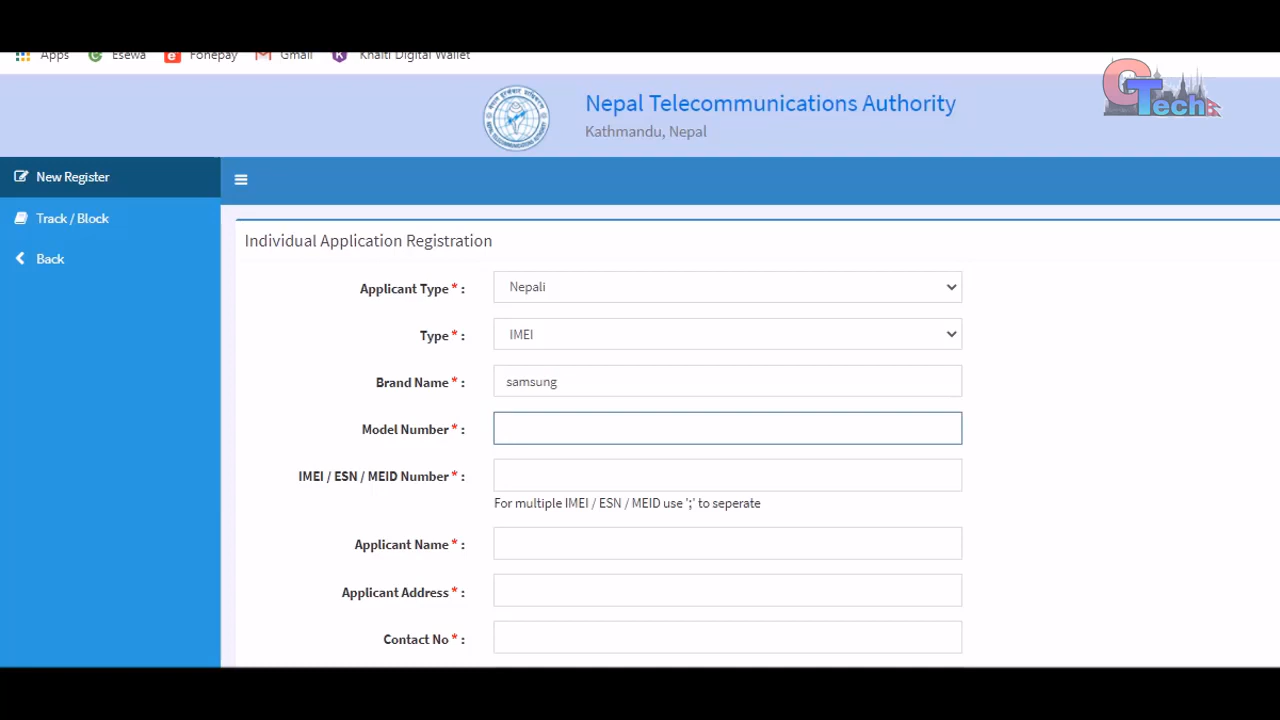 Apps Esewa Fonepay Gmail Khalti Digital Wallet
GTech
Nepal Telecommunications Authority
Kathmandu, Nepal
New Register
Track / Block
Back
Individual Application Registration
Applicant Type * : Nepali
Type * : IMEI
Brand Name * : samsung
Model Number * :
IMEI / ESN / MEID Number * :
For multiple IMEI / ESN / MEID use ';' to seperate
Applicant Name * :
Applicant Address * :
Contact No * :